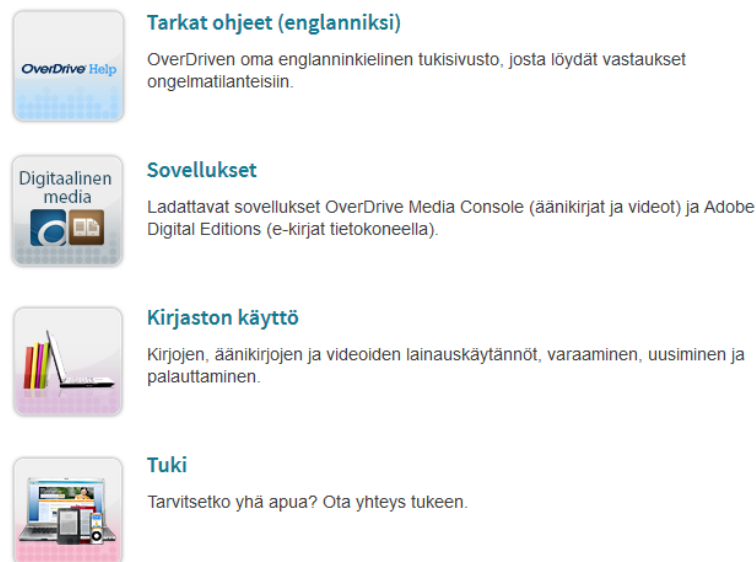 OverDrive Help
Tarkat ohjeet (englanniksi)
OverDriven oma englanninkielinen tukisivusto, josta löydät vastaukset
ongelmatilanteisiin.
Digitaalinen
media
Sovellukset
Ladattavat sovellukset OverDrive Media Console (äänikirjat ja videot) ja Adobe
Digital Editions (e-kirjat tietokoneella).
Kirjaston käyttö
Kirjojen, äänikirjojen ja videoiden lainauskäytännöt, varaaminen, uusiminen ja
palauttaminen.
Tuki
Tarvitsetko yhä apua? Ota yhteys tukeen.